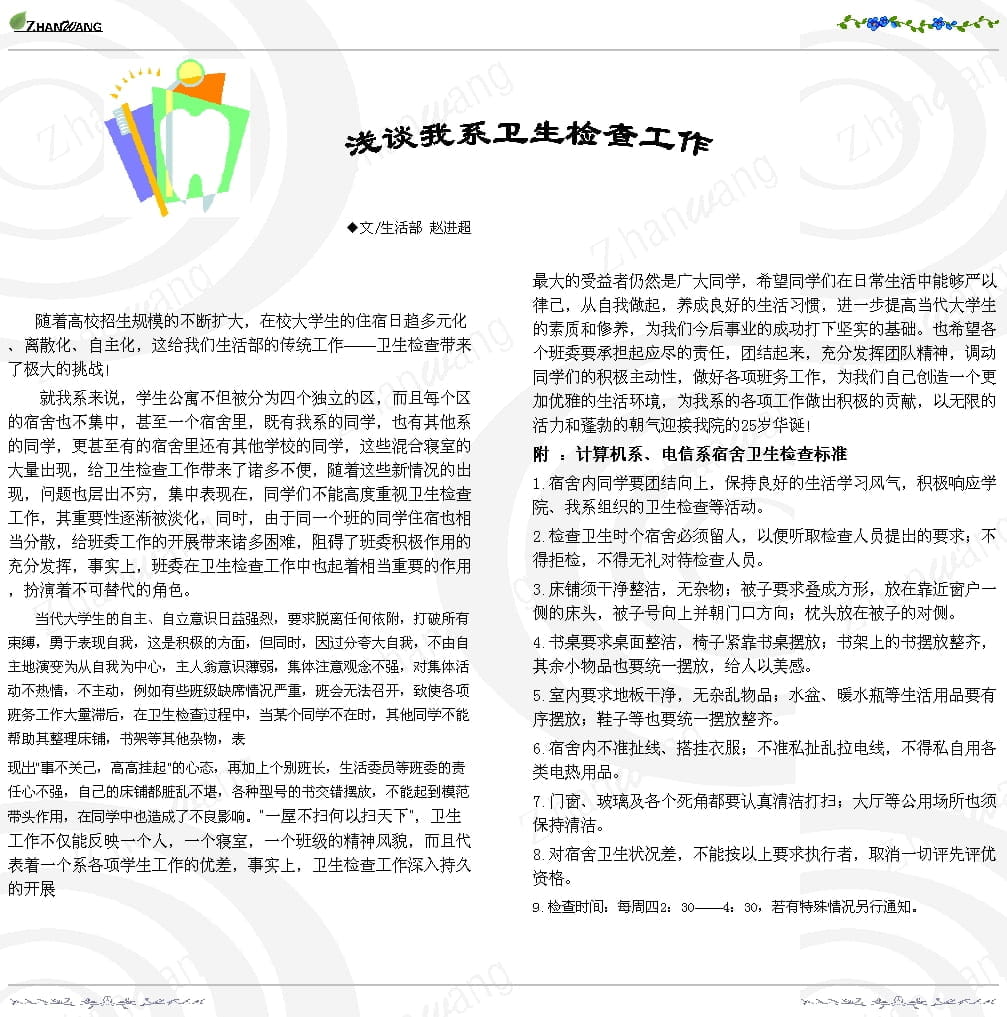 ZHANWANG
浅谈我系卫生检查工作
◆文/生活部 赵进超
随着高校招生规模的不断扩大，在校大学生的住宿日趋多元化
、离散化、自主化，这给我们生活部的传统工作——卫生检查带来
了极大的挑战！
就我系来说，学生公寓不但被分为四个独立的区，而且每个区
的宿舍也不集中，甚至一个宿舍里，既有我系的同学，也有其他系
的同学，更甚至有的宿舍里还有其他学校的同学，这些混合寝室的
大量出现，给卫生检查工作带来了诸多不便，随着这些新情况的出
现，问题也层出不穷，集中表现在，同学们不能高度重视卫生检查
工作，其重要性逐渐被淡化，同时，由于同一个班的同学住宿也相
当分散，给班委工作的开展带来诸多困难，阻碍了班委积极作用的
充分发挥，事实上，班委在卫生检查工作中也起着相当重要的作用
，扮演着不可替代的角色。
当代大学生的自主、自立意识日益强烈，要求脱离任何依附，打破所有
束缚，勇于表现自我，这是积极的方面，但同时，因过分夸大自我，不由自
主地演变为从自我为中心，主人翁意识薄弱，集体注意观念不强，对集体活
动不热情，不主动，例如有些班级缺席情况严重，班会无法召开，致使各项
班务工作大量滞后，在卫生检查过程中，当某个同学不在时，其他同学不能
帮助其整理床铺，书架等其他杂物，表
现出"事不关己，高高挂起"的心态，再加上个别班长，生活委员等班委的责
任心不强，自己的床铺都脏乱不堪，各种型号的书交错摆放，不能起到模范
带头作用，在同学中也造成了不良影响。"一屋不扫何以扫天下"，卫生
工作不仅能反映一个人，一个寝室，一个班级的精神风貌，而且代
表着一个系各项学生工作的优差，事实上，卫生检查工作深入持久
的开展
最大的受益者仍然是广大同学，希望同学们在日常生活中能够严以
律己，从自我做起，养成良好的生活习惯，进一步提高当代大学生
的素质和修养，为我们今后事业的成功打下坚实的基础。也希望各
个班委要承担起应尽的责任，团结起来，充分发挥团队精神，调动
同学们的积极主动性，做好各项班务工作，为我们自己创造一个更
加优雅的生活环境，为我系的各项工作做出积极的贡献，以无限的
活力和蓬勃的朝气迎接我院的25岁华诞！
附 ：计算机系、电信系宿舍卫生检查标准
1.宿舍内同学要团结向上，保持良好的生活学习风气，积极响应学
院、我系组织的卫生检查等活动。
2.检查卫生时个宿舍必须留人，以便听取检查人员提出的要求；不
得拒检，不得无礼对待检查人员。
3.床铺须干净整洁，无杂物；被子要求叠成方形，放在靠近窗户一
侧的床头，被子号向上并朝门口方向；枕头放在被子的对侧。
4.书桌要求桌面整洁，椅子紧靠书桌摆放；书架上的书摆放整齐，
其余小物品也要统一摆放，给人以美感。
5.室内要求地板干净，无杂乱物品；水盆、暖水瓶等生活用品要有
序摆放；鞋子等也要统一摆放整齐。
6.宿舍内不准扯线、搭挂衣服；不准私扯乱拉电线，不得私自用各
类电热用品。
7.门窗、玻璃及各个死角都要认真清洁打扫；大厅等公用场所也须
保持清洁。
8.对宿舍卫生状况差，不能按以上要求执行者，取消一切评先评优
资格。
9.检查时间：每周四2：30——4：30，若有特殊情况另行通知。